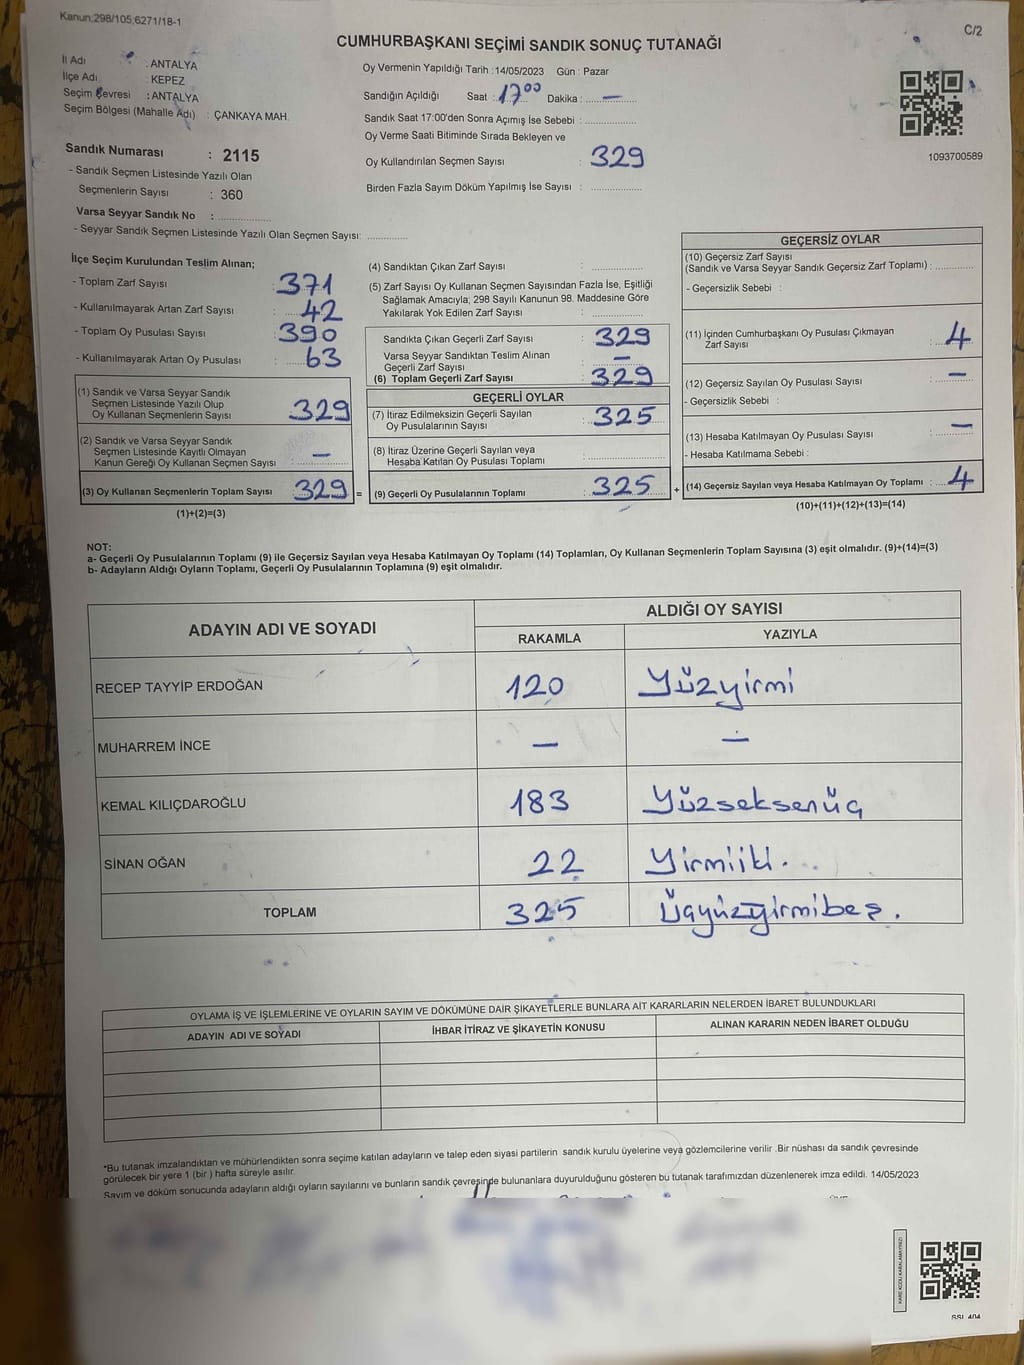 Kanun:298/105;6271/18-1
C/2
CUMHURBAŞKANI SEÇİMİ SANDIK SONUÇ TUTANAĞI
İl Adı : ANTALYA
İlçe Adı : KEPEZ
Seçim Çevresi : ANTALYA
Seçim Bölgesi (Mahalle Adı) : ÇANKAYA MAH.
Sandık Numarası : 2115
- Sandık Seçmen Listesinde Yazılı Olan
Seçmenlerin Sayısı : 360
Varsa Seyyar Sandık No : ....................
- Seyyar Sandık Seçmen Listesinde Yazılı Olan Seçmen Sayısı: ..............
Oy Vermenin Yapıldığı Tarih :14/05/2023 Gün : Pazar
Sandığın Açıldığı Saat : 17⁰⁰ Dakika : —
Sandık Saat 17:00'den Sonra Açımış İse Sebebi : ....................
Oy Verme Saati Bitiminde Sırada Bekleyen ve
Oy Kullandırılan Seçmen Sayısı : 329
Birden Fazla Sayım Döküm Yapılmış İse Sayısı : ....................
1093700589
İlçe Seçim Kurulundan Teslim Alınan;
- Toplam Zarf Sayısı : 371
- Kullanılmayarak Artan Zarf Sayısı : 42
- Toplam Oy Pusulası Sayısı : 390
- Kullanılmayarak Artan Oy Pusulası : 63
(1) Sandık ve Varsa Seyyar Sandık
Seçmen Listesinde Yazılı Olup
Oy Kullanan Seçmenlerin Sayısı 329
(2) Sandık ve Varsa Seyyar Sandık
Seçmen Listesinde Kayıtlı Olmayan
Kanun Gereği Oy Kullanan Seçmen Sayısı : —
(3) Oy Kullanan Seçmenlerin Toplam Sayısı 329 =
(1)+(2)=(3)
(4) Sandıktan Çıkan Zarf Sayısı : ....................
(5) Zarf Sayısı Oy Kullanan Seçmen Sayısından Fazla İse, Eşitliği
Sağlamak Amacıyla; 298 Sayılı Kanunun 98. Maddesine Göre
Yakılarak Yok Edilen Zarf Sayısı : ....................
Sandıkta Çıkan Geçerli Zarf Sayısı : 329
Varsa Seyyar Sandıktan Teslim Alınan
Geçerli Zarf Sayısı : —
(6) Toplam Geçerli Zarf Sayısı : 329
GEÇERLİ OYLAR
(7) İtiraz Edilmeksizin Geçerli Sayılan
Oy Pusulalarının Sayısı : 325
(8) İtiraz Üzerine Geçerli Sayılan veya
Hesaba Katılan Oy Pusulası Toplamı : ....................
(9) Geçerli Oy Pusulalarının Toplamı : 325 +
GEÇERSİZ OYLAR
(10) Geçersiz Zarf Sayısı
(Sandık ve Varsa Seyyar Sandık Geçersiz Zarf Toplamı) : ..............
- Geçersizlik Sebebi :
(11) İçinden Cumhurbaşkanı Oy Pusulası Çıkmayan
Zarf Sayısı : 4
(12) Geçersiz Sayılan Oy Pusulası Sayısı : —
- Geçersizlik Sebebi :
(13) Hesaba Katılmayan Oy Pusulası Sayısı : —
- Hesaba Katılmama Sebebi :
(14) Geçersiz Sayılan veya Hesaba Katılmayan Oy Toplamı : 4
(10)+(11)+(12)+(13)=(14)
NOT:
a- Geçerli Oy Pusulalarının Toplamı (9) ile Geçersiz Sayılan veya Hesaba Katılmayan Oy Toplamı (14) Toplamları, Oy Kullanan Seçmenlerin Toplam Sayısına (3) eşit olmalıdır. (9)+(14)=(3)
b- Adayların Aldığı Oyların Toplamı, Geçerli Oy Pusulalarının Toplamına (9) eşit olmalıdır.
ADAYIN ADI VE SOYADI ALDIĞI OY SAYISI
RAKAMLA YAZIYLA
RECEP TAYYİP ERDOĞAN 120 Yüzyirmi
MUHARREM İNCE — —
KEMAL KILIÇDAROĞLU 183 Yüzseksenüç
SİNAN OĞAN 22 Yirmiiki.
TOPLAM 325 Üçyüzyirmibeş.
OYLAMA İŞ VE İŞLEMLERİNE VE OYLARIN SAYIM VE DÖKÜMÜNE DAİR ŞİKAYETLERLE BUNLARA AİT KARARLARIN NELERDEN İBARET BULUNDUKLARI
ADAYIN ADI VE SOYADI İHBAR İTİRAZ VE ŞİKAYETİN KONUSU ALINAN KARARIN NEDEN İBARET OLDUĞU
*Bu tutanak imzalandıktan ve mühürlendikten sonra seçime katılan adayların ve talep eden siyasi partilerin sandık kurulu üyelerine veya gözlemcilerine verilir .Bir nüshası da sandık çevresinde
görülecek bir yere 1 (bir ) hafta süreyle asılır.
Sayım ve döküm sonucunda adayların aldığı oyların sayılarını ve bunların sandık çevresinde bulunanlara duyurulduğunu gösteren bu tutanak tarafımızdan düzenlenerek imza edildi. 14/05/2023
KARE KODU KARALAMAYINIZ!